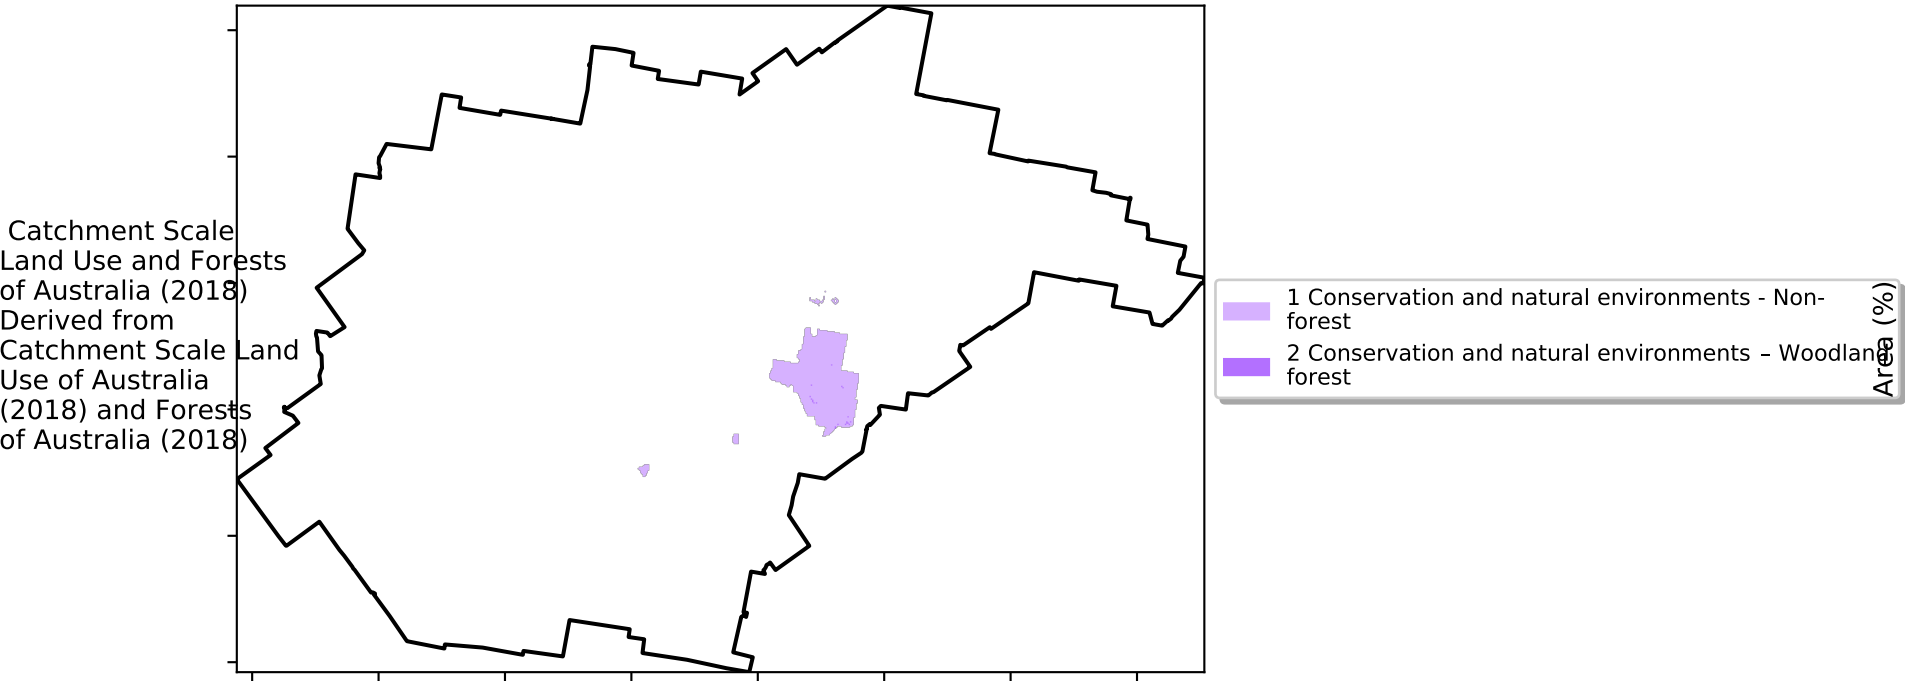 Catchment Scale
Land Use and Forests
of Australia (2018)
Derived from
Catchment Scale Land
Use of Australia
(2018) and Forests
of Australia (2018)
1 Conservation and natural environments - Non-
forest
2 Conservation and natural environments – Woodland
forest
Area (%)